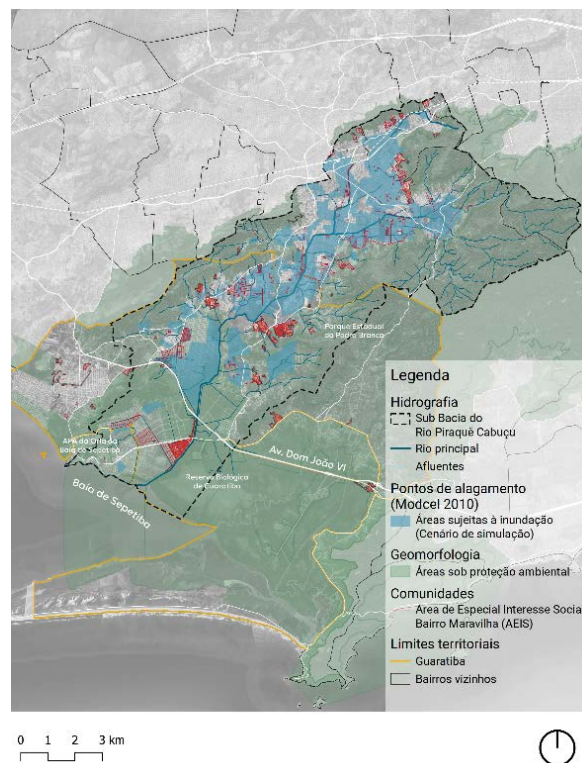 Parque Estadual
da Pedra Branca
APA da Orla da
Baía de Sepetiba
Reserva Biológica
de Guaratiba
Av. Dom João VI
Baía de Sepetiba
Legenda
Hidrografia
Sub Bacia do
Rio Piraquê Cabuçu
Rio principal
Afluentes
Pontos de alagamento
(Modcel 2010)
Áreas sujeitas à inundação
(Cenário de simulação)
Geomorfologia
Áreas sob proteção ambiental
Comunidades
Area de Especial Interesse Socia
Bairro Maravilha (AEIS)
Limites territoriais
Guaratiba
Bairros vizinhos
0 1 2 3 km